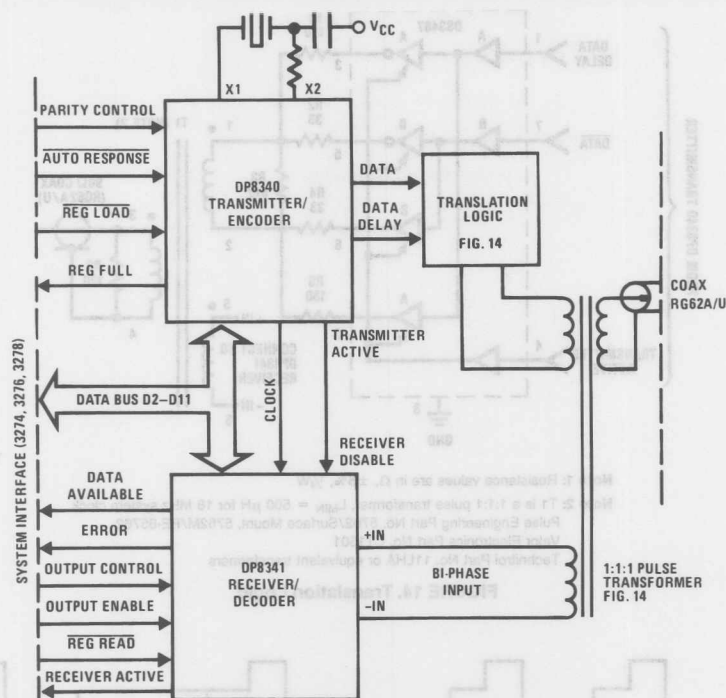 VCC
X1
X2
PARITY CONTROL
AUTO RESPONSE
REG LOAD
REG FULL
DP8340
TRANSMITTER/
ENCODER
DATA
DATA
DELAY
TRANSLATION
LOGIC
FIG. 14
COAX
RG62A/U
TRANSMITTER
ACTIVE
CLOCK
RECEIVER
DISABLE
DATA BUS D2–D11
SYSTEM INTERFACE (3274, 3276, 3278)
DATA
AVAILABLE
ERROR
OUTPUT CONTROL
OUTPUT ENABLE
REG READ
RECEIVER ACTIVE
DP8341
RECEIVER/
DECODER
+IN
BI-PHASE
INPUT
–IN
1:1:1 PULSE
TRANSFORMER
FIG. 14